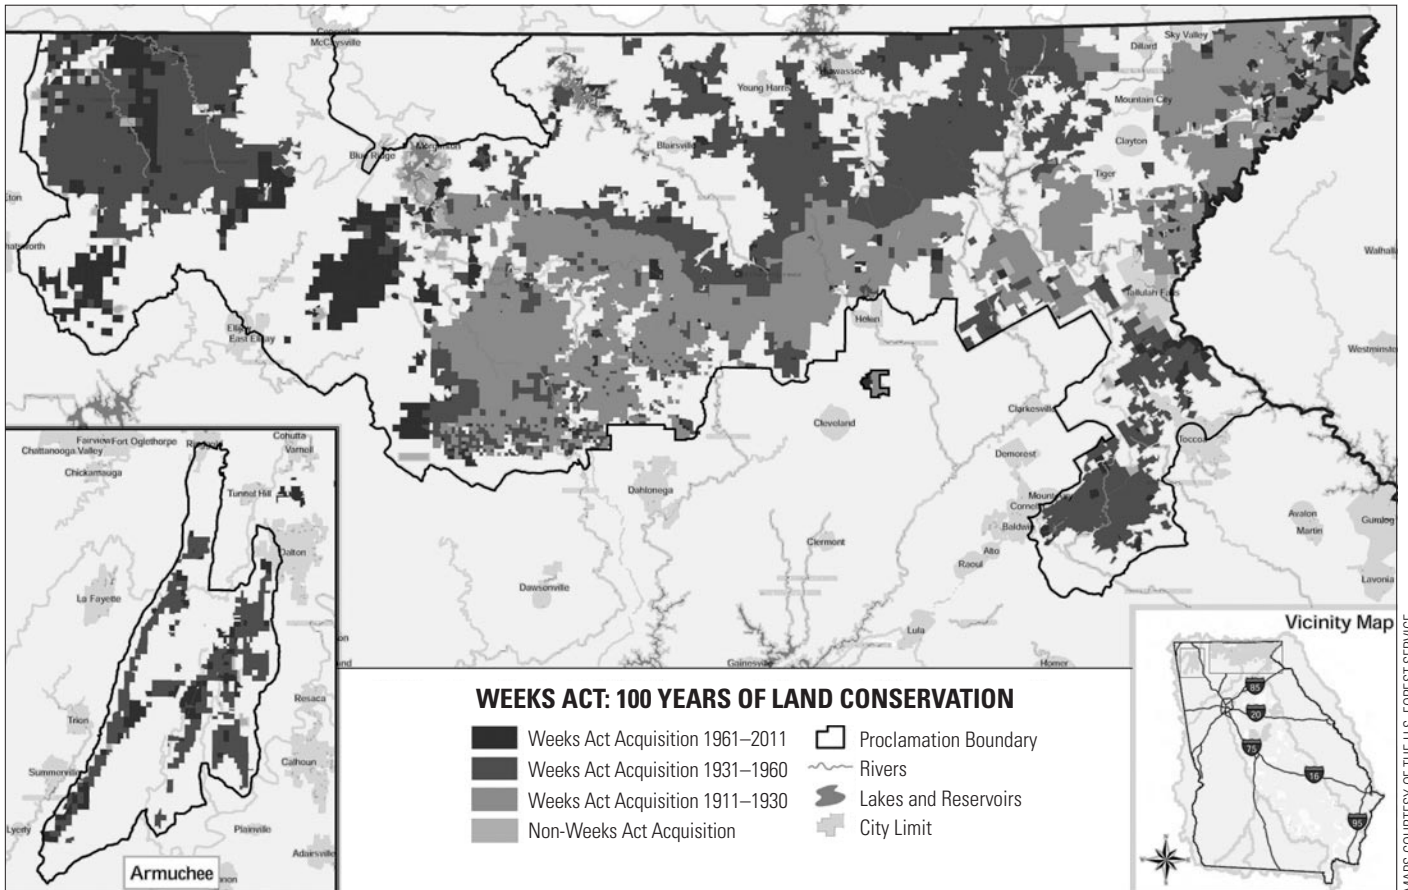 McCaysville
Sky Valley
Dillard
Hiawassee
Young Harris
Mountain City
Blairsville
Clayton
Blue Ridge
Morganton
Tiger
Walhalla
Tallulah Falls
Helen
East Ellijay
Westminster
Clarkesville
Cleveland
Toccoa
Demorest
Dahlonega
Baldwin
Avalon
Martin
Clermont
Alto
Raoul
Lavonia
Dawsonville
Lula
Gainesville
Homer
Fairview
Fort Oglethorpe
Cohutta
Chattanooga Valley
Varnell
Chickamauga
Tunnel Hill
Dalton
La Fayette
Resaca
Trion
Calhoun
Summerville
Lyerly
Plainville
Adairsville
Armuchee
WEEKS ACT: 100 YEARS OF LAND CONSERVATION
Weeks Act Acquisition 1961–2011
Weeks Act Acquisition 1931–1960
Weeks Act Acquisition 1911–1930
Non-Weeks Act Acquisition
Proclamation Boundary
Rivers
Lakes and Reservoirs
City Limit
Vicinity Map
85
20
75
16
95
MAPS COURTESY OF THE U.S. FOREST SERVICE